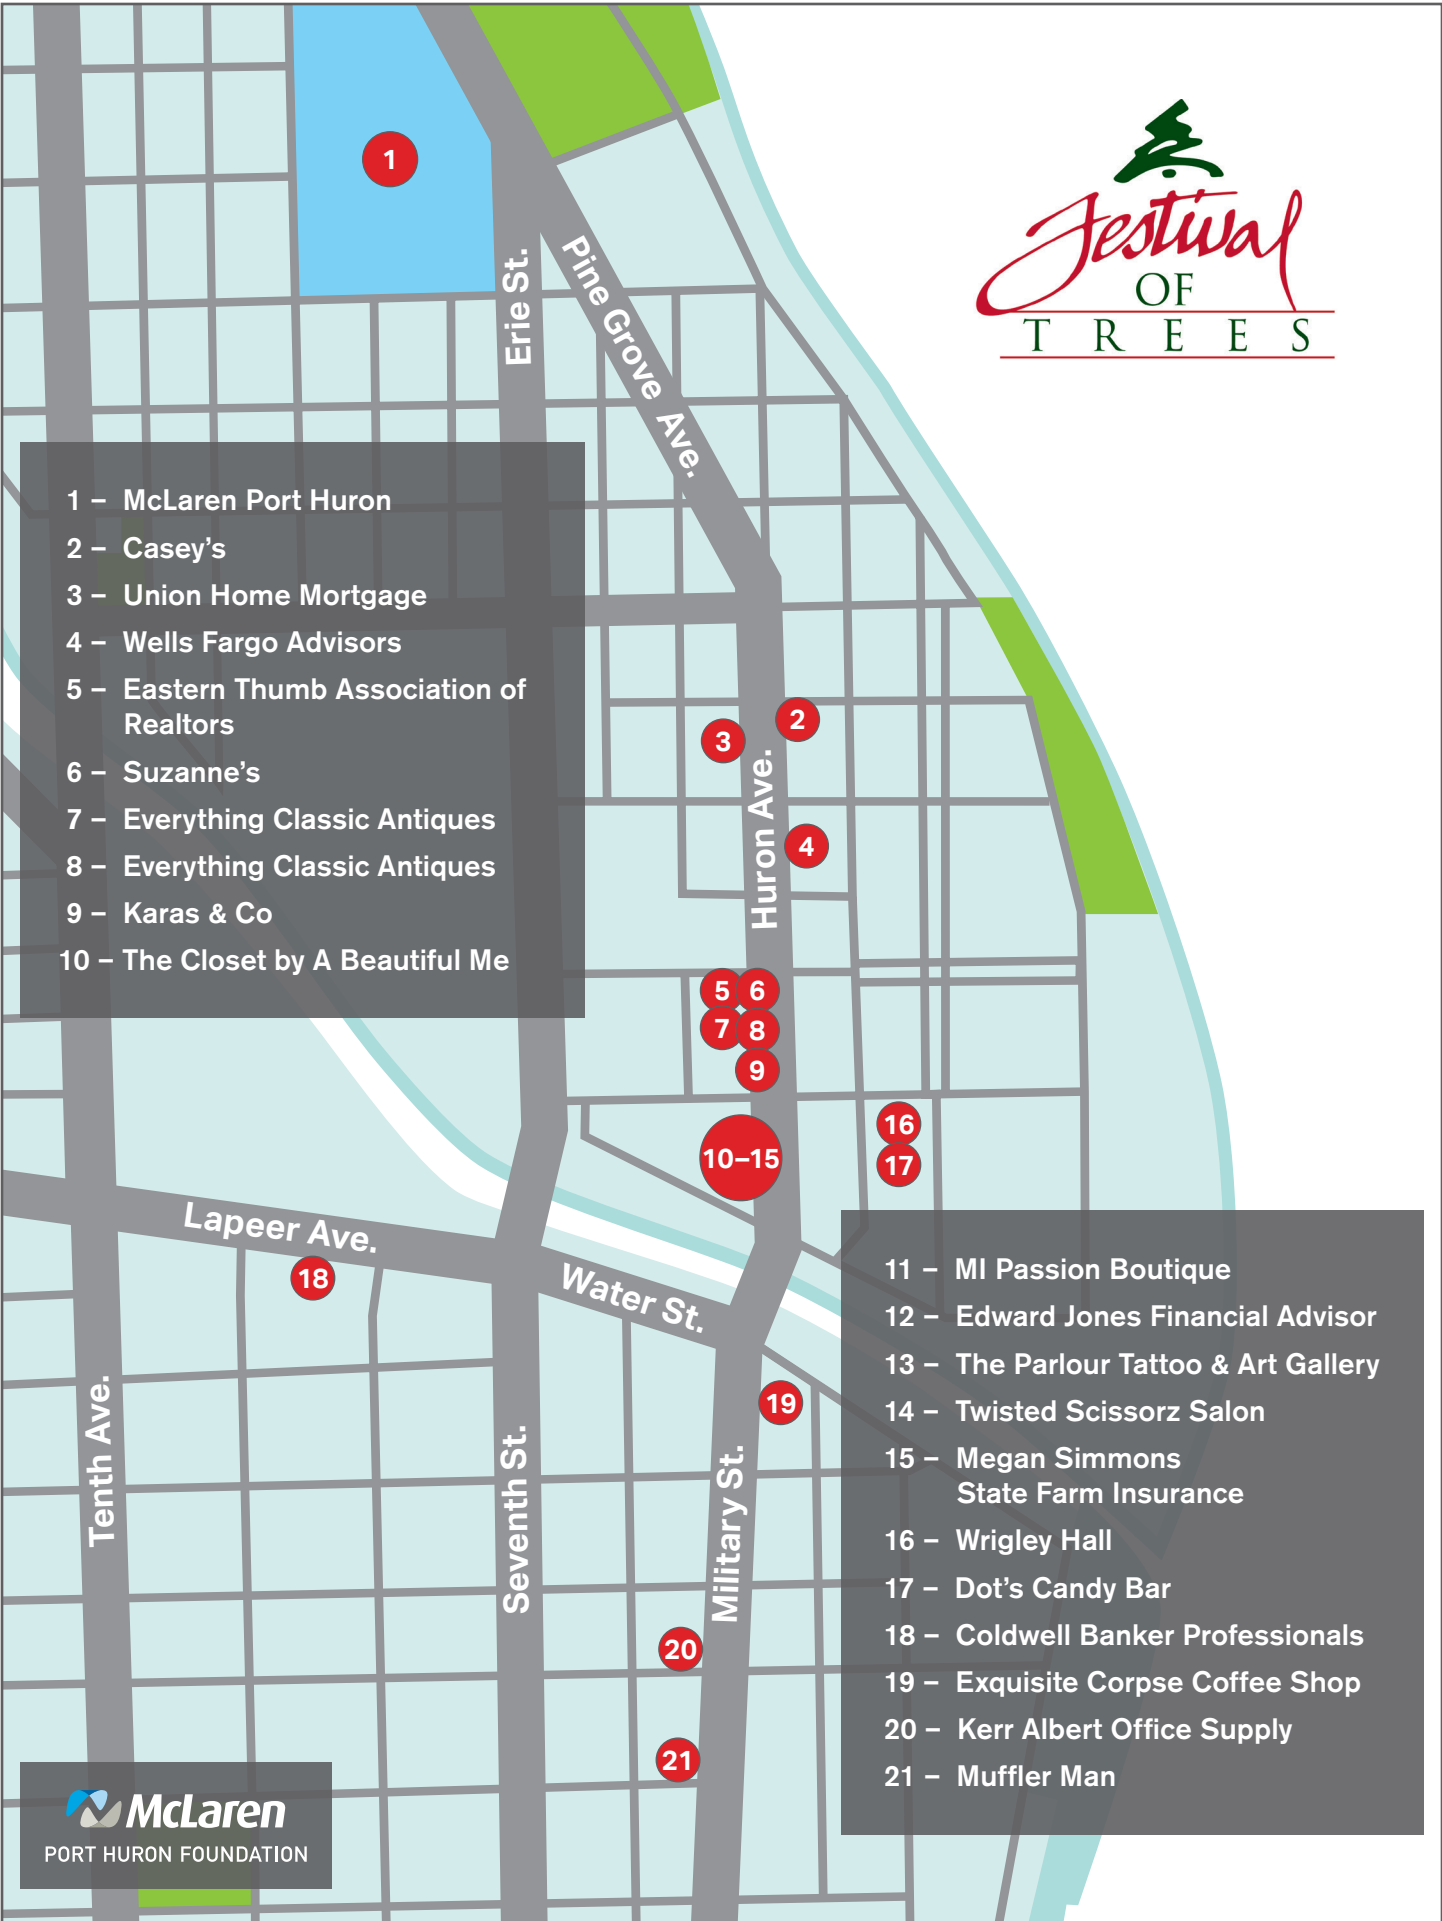 1
Festival
OF
TREES
Erie St.
Pine Grove Ave.
1 – McLaren Port Huron
2 – Casey's
3 – Union Home Mortgage
4 – Wells Fargo Advisors
5 – Eastern Thumb Association of
Realtors
6 – Suzanne's
7 – Everything Classic Antiques
8 – Everything Classic Antiques
9 – Karas & Co
10 – The Closet by A Beautiful Me
2
3
Huron Ave.
4
5
6
7
8
9
10–15
16
17
Lapeer Ave.
18
Water St.
19
Tenth Ave.
Seventh St.
Military St.
20
21
11 – MI Passion Boutique
12 – Edward Jones Financial Advisor
13 – The Parlour Tattoo & Art Gallery
14 – Twisted Scissorz Salon
15 – Megan Simmons
State Farm Insurance
16 – Wrigley Hall
17 – Dot's Candy Bar
18 – Coldwell Banker Professionals
19 – Exquisite Corpse Coffee Shop
20 – Kerr Albert Office Supply
21 – Muffler Man
McLaren
PORT HURON FOUNDATION